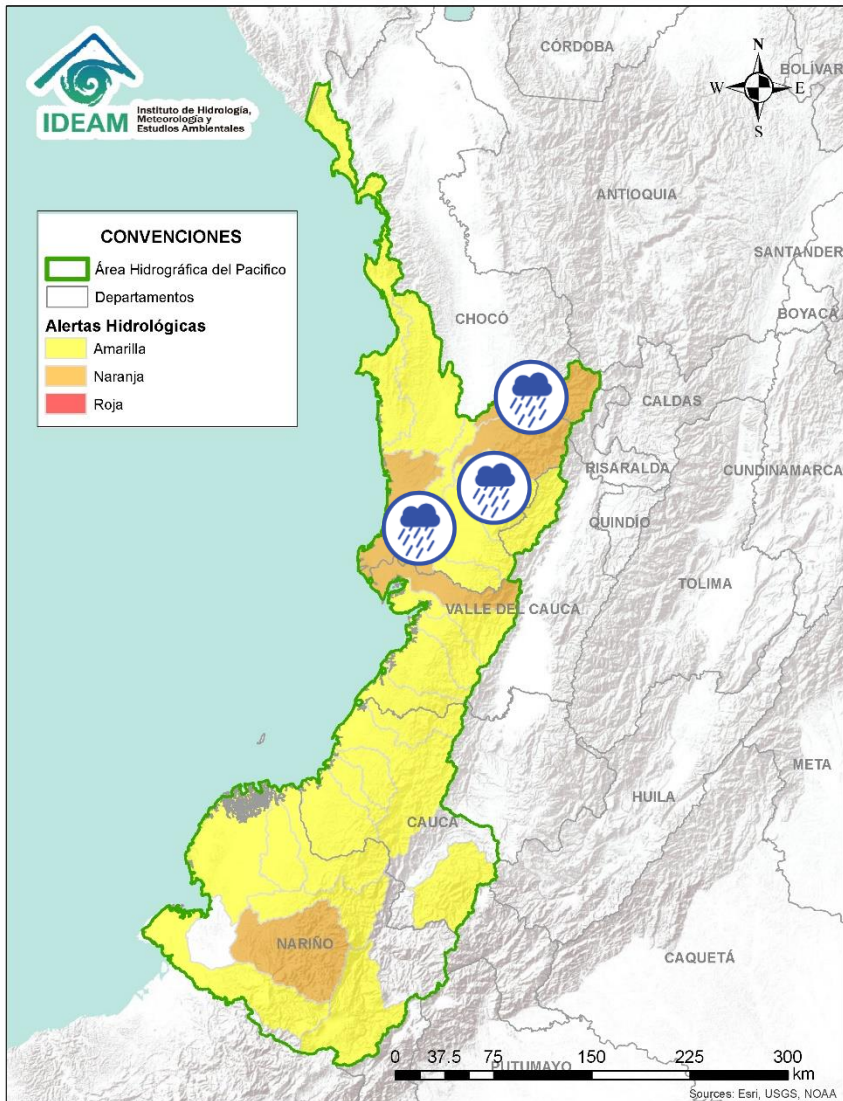 IDEAM
Instituto de Hidrología,
Meteorología y
Estudios Ambientales
N
W
E
S
CÓRDOBA
BOLÍVAR
ANTIOQUIA
SANTANDER
BOYACÁ
CONVENCIONES
Área Hidrográfica del Pacifico
Departamentos
Alertas Hidrológicas
Amarilla
Naranja
Roja
CHOCÓ
CALDAS
RISARALDA
CUNDINAMARCA
QUINDÍO
TOLIMA
VALLE DEL CAUCA
META
HUILA
CAUCA
NARIÑO
CAQUETÁ
PUTUMAYO
0 37.5 75 150 225 300
km
Sources: Esri, USGS, NOAA